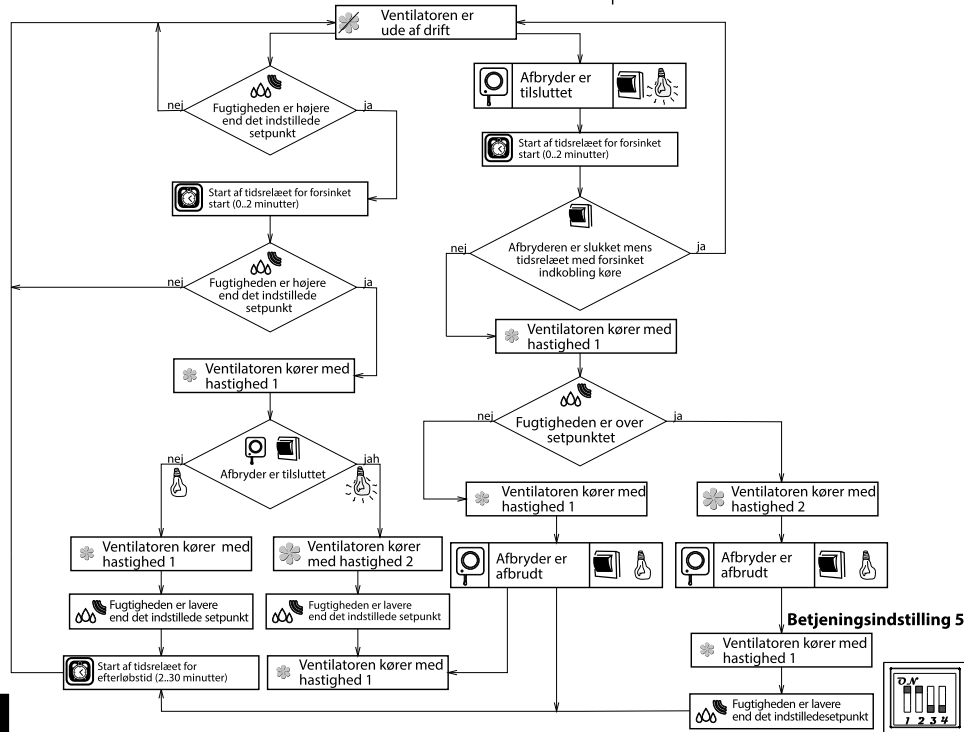 Ventilatoren er
ude af drift
nej
Fugtigheden er højere
end det indstillede
setpunkt
ja
Afbryder er
tilsluttet
Start af tidsrelæet for forsinket
start (0..2 minutter)
Start af tidsrelæet for forsinket
start (0..2 minutter)
nej
Afbryderen er slukket mens
tidsrelæet med forsinket
indkobling køre
ja
nej
Fugtigheden er højere
end det indstillede
setpunkt
ja
Ventilatoren kører med
hastighed 1
Ventilatoren kører med
hastighed 1
nej
Fugtigheden er over
setpunktet
ja
nej
Afbryder er tilsluttet
jah
Ventilatoren kører med
hastighed 1
Ventilatoren kører med
hastighed 2
Ventilatoren kører med
hastighed 1
Ventilatoren kører
med hastighed 2
Afbryder er
afbrudt
Afbryder er
afbrudt
Fugtigheden er lavere
end det indstillede setpunkt
Fugtigheden er lavere
end det indstillede setpunkt
Betjeningsindstilling 5
Start af tidsrelæet for
efterløbstid (2..30 minutter)
Ventilatoren kører med
hastighed 1
Ventilatoren kører med
hastighed 1
Fugtigheden er lavere
end det indstilledesetpunkt
ON
1 2 3 4